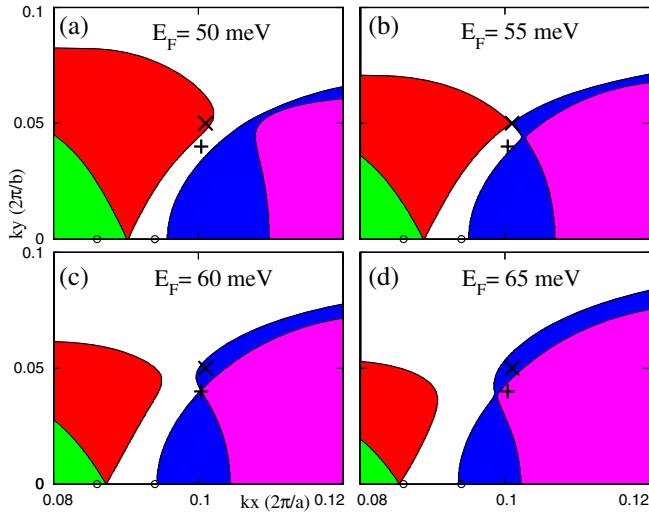 (a) E_F= 50 meV
(b) E_F= 55 meV
0.1
0.05
0
ky (2π/b)
(c) E_F= 60 meV
(d) E_F= 65 meV
0.1
0.05
0
0.08 0.1 kx (2π/a) 0.12
0.1 0.12